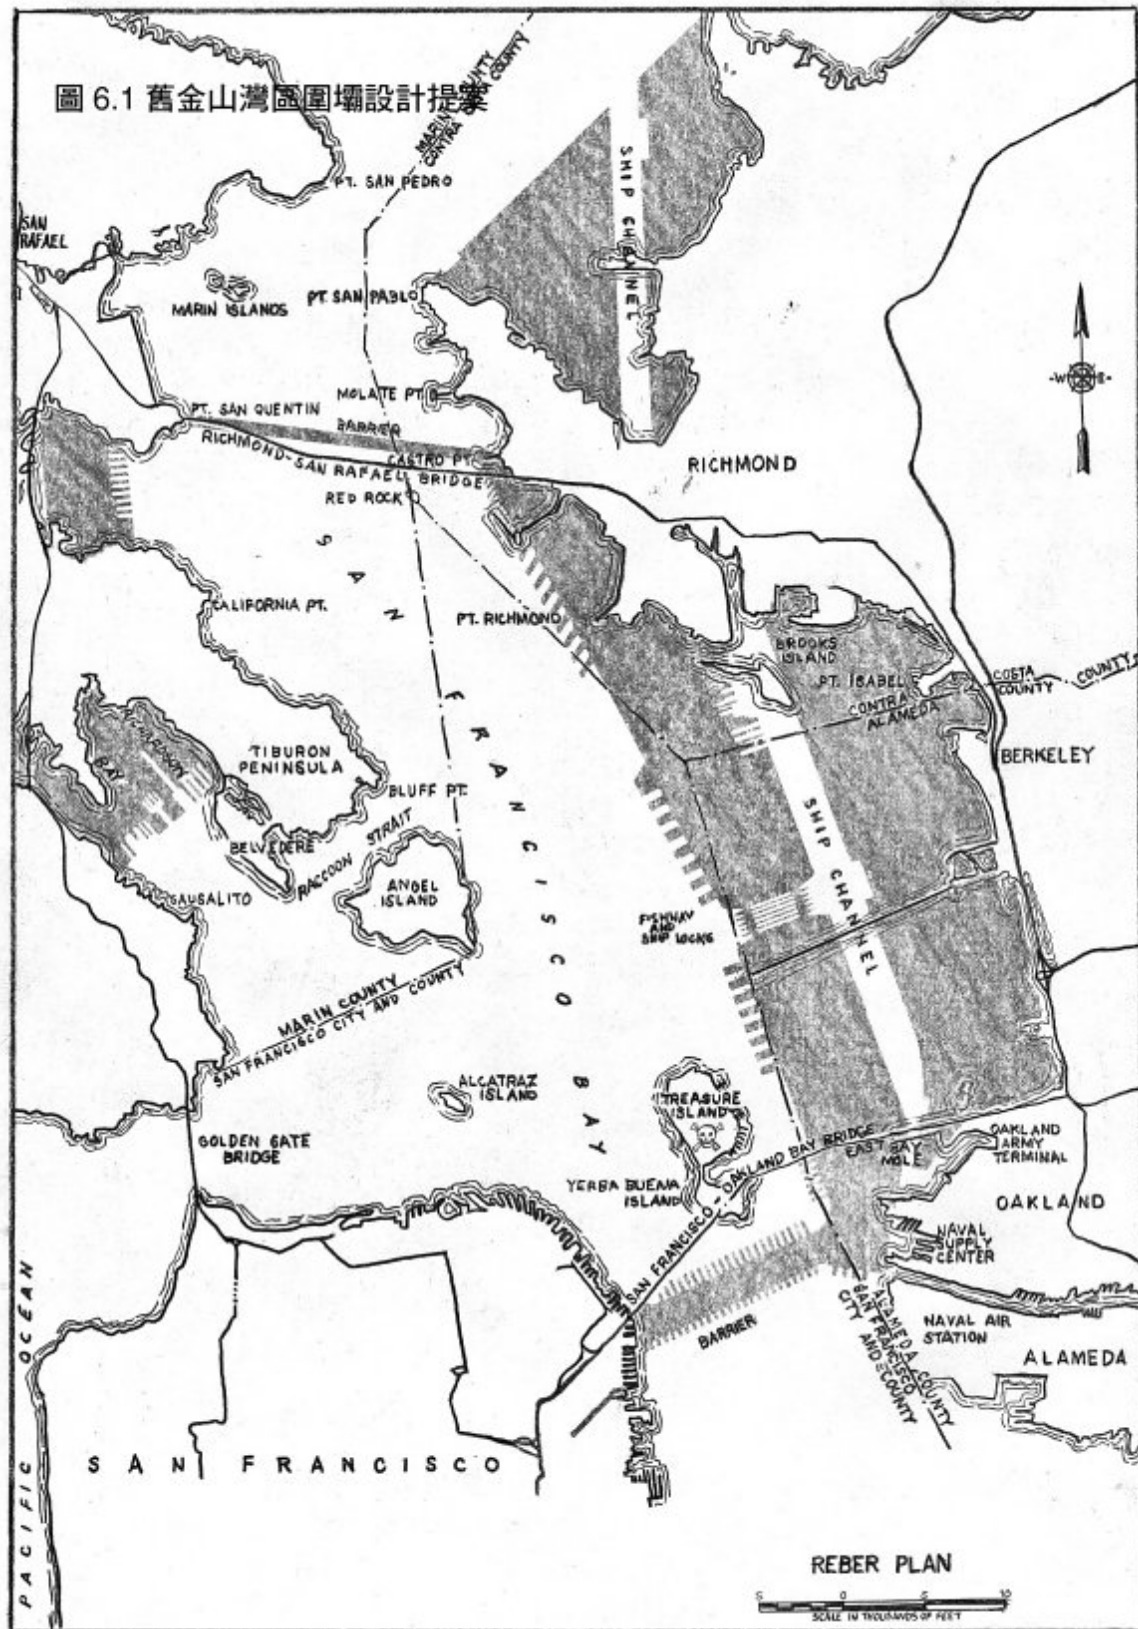 圖 6.1 舊金山灣區圍壩設計提案
MARIN COUNTY
CONTRA COSTA COUNTY
PT. SAN PEDRO
SAN
RAFAEL
MARIN ISLANDS
PT. SAN PABLO
SHIP CHANNEL
MOLATE PT.
PT. SAN QUENTIN
BARRIER
CASTRO PT.
RICHMOND-SAN RAFAEL BRIDGE
RED ROCK
RICHMOND
-W E-
SAN FRANCISCO BAY
CALIFORNIA PT.
PT. RICHMOND
BROOKS
ISLAND
PT. ISABEL
CONTRA COSTA COUNTY
ALAMEDA COUNTY
BERKELEY
RICHARDSON
BAY
TIBURON
PENINSULA
BLUFF PT.
BELVEDERE
RACCOON STRAIT
SAUSALITO
ANGEL
ISLAND
SHIP CHANNEL
FISHWAY
AND
SHIP LOCKS
MARIN COUNTY
SAN FRANCISCO CITY AND COUNTY
ALCATRAZ
ISLAND
TREASURE
ISLAND
GOLDEN GATE
BRIDGE
YERBA BUENA
ISLAND
SAN FRANCISCO - OAKLAND BAY BRIDGE
EAST BAY
MOLE
OAKLAND
ARMY
TERMINAL
OAKLAND
NAVAL
SUPPLY
CENTER
BARRIER
ALAMEDA COUNTY
SAN FRANCISCO
CITY AND COUNTY
NAVAL AIR
STATION
ALAMEDA
PACIFIC OCEAN
SAN FRANCISCO
REBER PLAN
5 0 5 10
SCALE IN THOUSANDS OF FEET